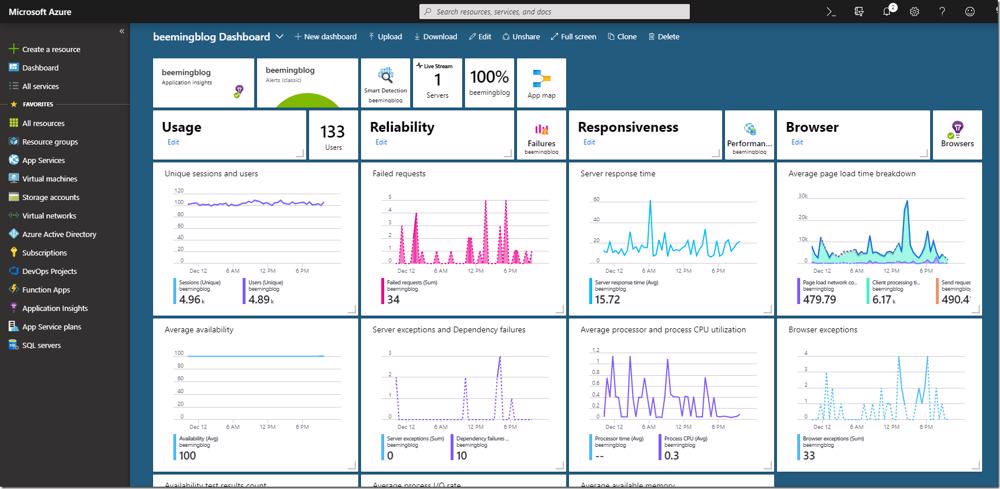 Microsoft Azure
Search resources, services, and docs
2
«
Create a resource
Dashboard
All services
FAVORITES
All resources
Resource groups
App Services
Virtual machines
Storage accounts
Virtual networks
Azure Active Directory
Subscriptions
DevOps Projects
Function Apps
Application Insights
App Service plans
SQL servers
beemingblog Dashboard
New dashboard
Upload
Download
Edit
Unshare
Full screen
Clone
Delete
beemingblog
Application insights
beemingblog
Alerts (classic)
Smart Detection
beemingblog
Live Stream
1
Servers
100%
beemingblog
App map
Usage
Edit
133
Users
Reliability
Edit
Failures
beemingblog
Responsiveness
Edit
Performan...
beemingblog
Browser
Edit
Browsers
Unique sessions and users
120
100
80
60
40
20
0
Dec 12 6 AM 12 PM 6 PM
Sessions (Unique)
beemingblog
4.96 k
Users (Unique)
beemingblog
4.89 k
Failed requests
5
4
3
2
1
0
Dec 12 6 AM 12 PM 6 PM
Failed requests (Sum)
beemingblog
34
Server response time
60
40
20
0
Dec 12 6 AM 12 PM 6 PM
Server response time (Avg)
beemingblog
15.72
Average page load time breakdown
30k
20k
10k
0
Dec 12 6 AM 12 PM 6 PM
Page load network co...
beemingblog
479.79
Client processing ti...
beemingblog
6.17 k
Send reques
beemingblog
490.4
Average availability
100
80
60
40
20
0
Dec 12 6 AM 12 PM 6 PM
Availability (Avg)
beemingblog
100
Server exceptions and Dependency failures
3
2
1
0
Dec 12 6 AM 12 PM 6 PM
Server exceptions (Sum)
beemingblog
0
Dependency failures ...
beemingblog
10
Average processor and process CPU utilization
1.2
1
0.8
0.6
0.4
0.2
0
Dec 12 6 AM 12 PM 6 PM
Processor time (Avg)
beemingblog
--
Process CPU (Avg)
beemingblog
0.3
Browser exceptions
4
3
2
1
0
Dec 12 6 AM 12 PM 6 PM
Browser exceptions (Sum)
beemingblog
33
Availability test results count
Average process I/O rate
Average available memory